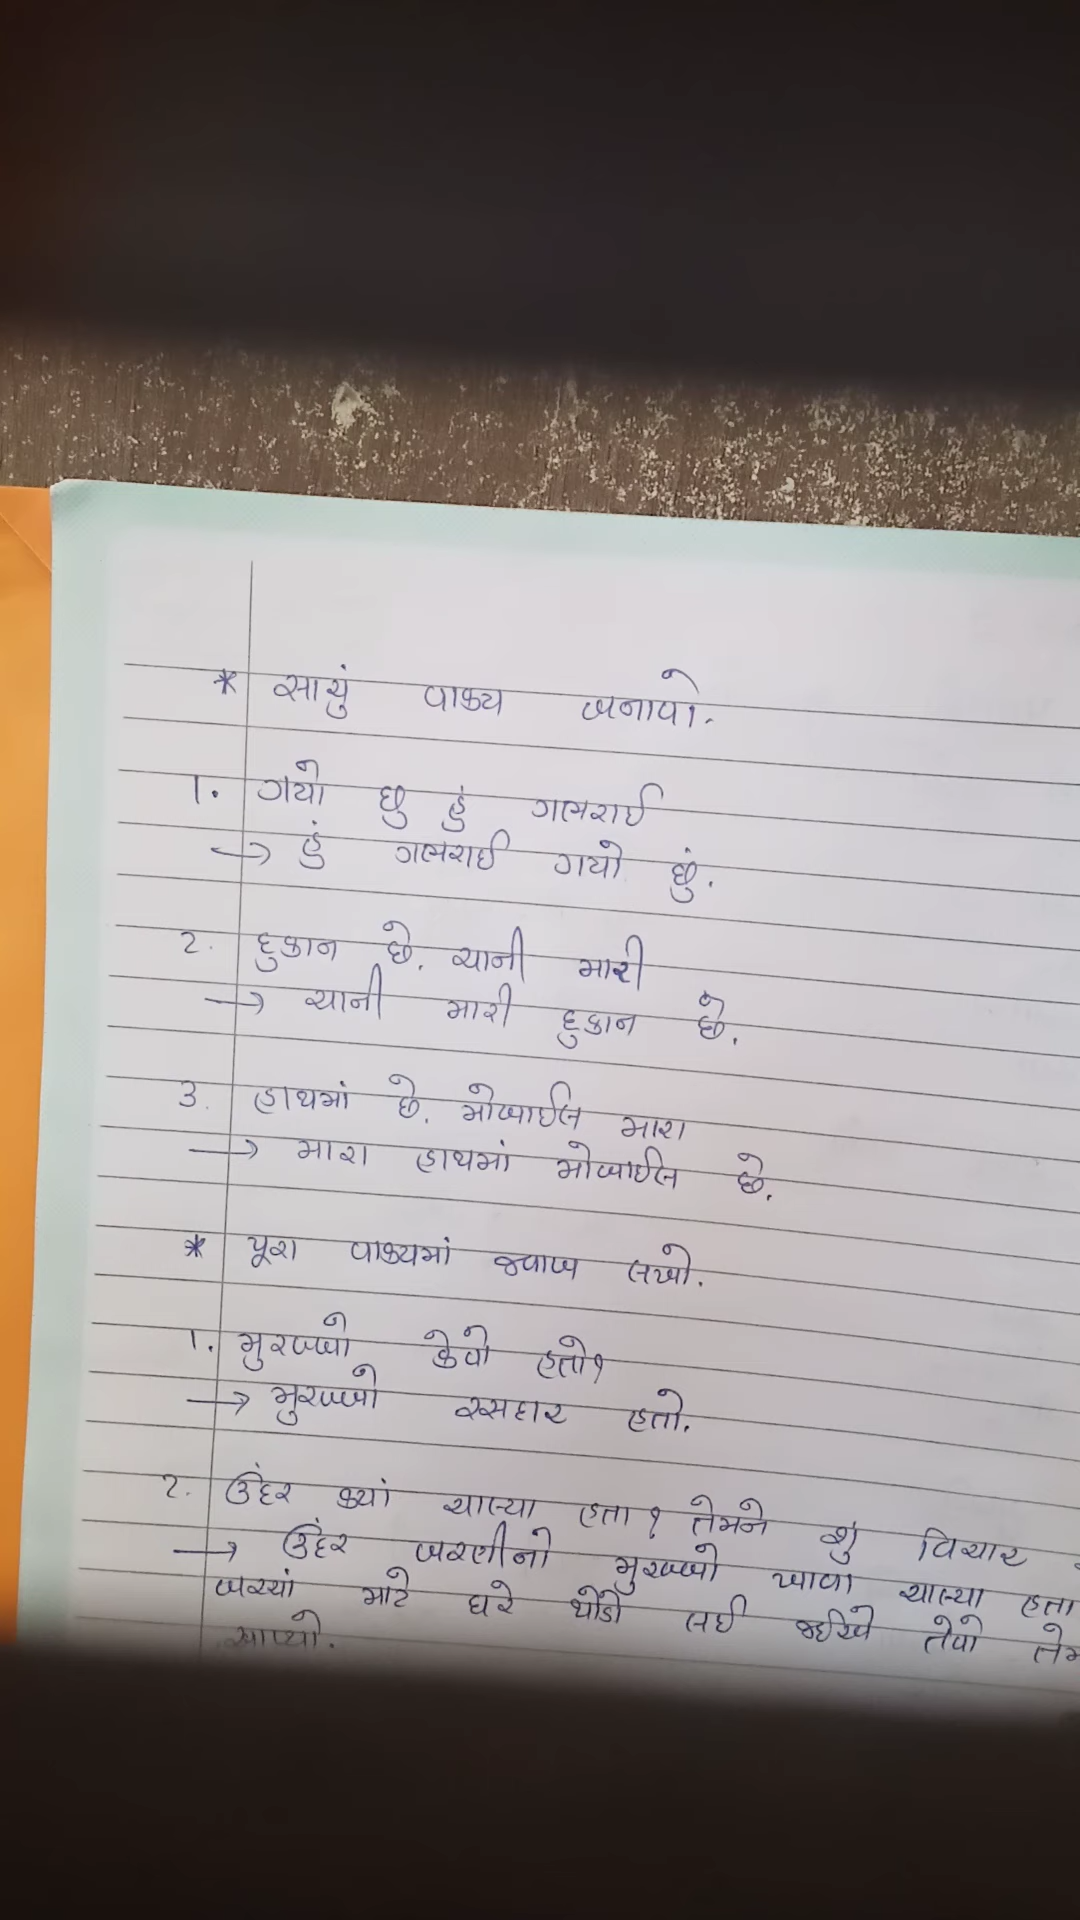 * સાચું વાક્ય બનાવો.
1. ગયો છુ હું ગભરાઈ
→ હું ગભરાઈ ગયો છું.
2. દુકાન છે. ચાની મારી
→ ચાની મારી દુકાન છે.
3. હાથમાં છે. મોબાઈલ મારા
→ મારા હાથમાં મોબાઈલ છે.
* પૂરા વાક્યમાં જવાબ લખો.
1. મુરબ્બો કેવો હતો?
→ મુરબ્બો રસદાર હતો.
2. ઉંદર ક્યાં ચાલ્યા હતા? તેમને શું વિચાર
→ ઉંદર બરણીનો મુરબ્બો ખાવા ચાલ્યા હતા
બચ્ચાં માટે ઘરે થોડો લઈ જઈએ તેવો
આવ્યો.